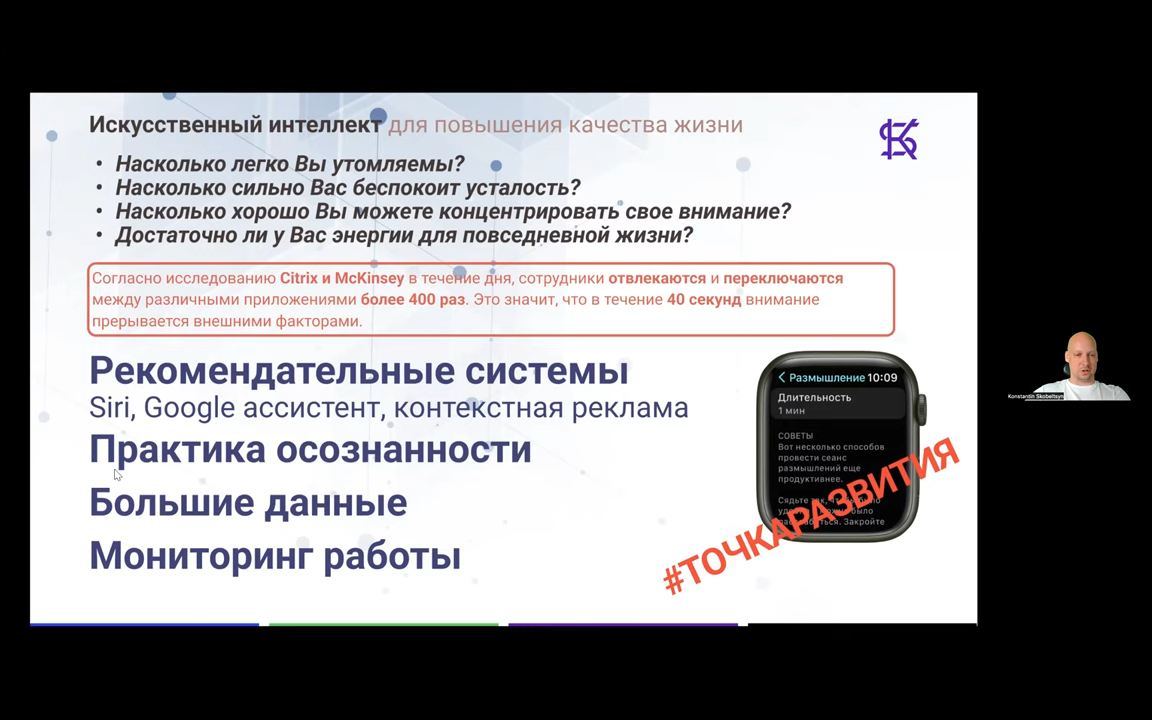 Искусственный интеллект для повышения качества жизни
• Насколько легко Вы утомляемы?
• Насколько сильно Вас беспокоит усталость?
• Насколько хорошо Вы можете концентрировать свое внимание?
• Достаточно ли у Вас энергии для повседневной жизни?
Согласно исследованию Citrix и McKinsey в течение дня, сотрудники отвлекаются и переключаются
между различными приложениями более 400 раз. Это значит, что в течение 40 секунд внимание
прерывается внешними факторами.
Рекомендательные системы
Siri, Google ассистент, контекстная реклама
Практика осознанности
Большие данные
Мониторинг работы
Размышление 10:09
Длительность
1 мин
СОВЕТЫ
Вот несколько способов
провести сеанс
размышлений еще
продуктивнее.
Сядьте так, было
Закройте
#ТОЧКАРАЗВИТИЯ
Konstantin Skobeltsyn